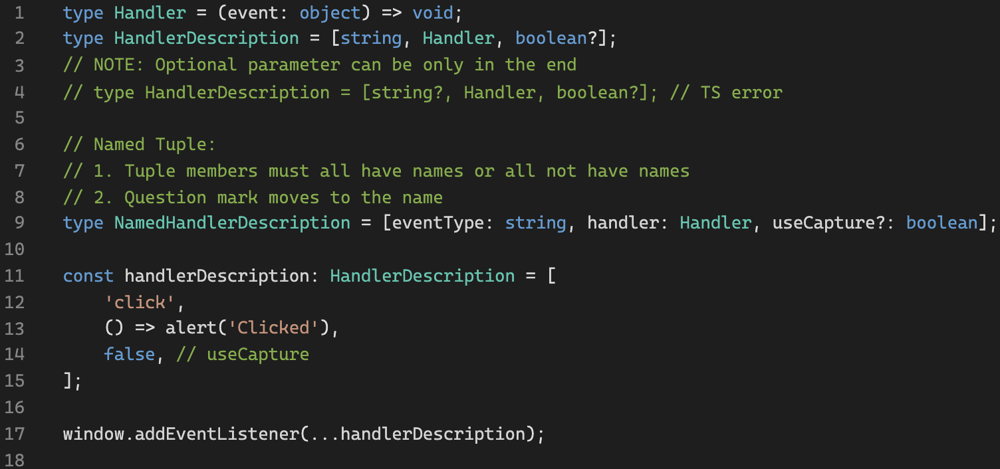 1 type Handler = (event: object) => void;
2 type HandlerDescription = [string, Handler, boolean?];
3 // NOTE: Optional parameter can be only in the end
4 // type HandlerDescription = [string?, Handler, boolean?]; // TS error
5
6 // Named Tuple:
7 // 1. Tuple members must all have names or all not have names
8 // 2. Question mark moves to the name
9 type NamedHandlerDescription = [eventType: string, handler: Handler, useCapture?: boolean];
10
11 const handlerDescription: HandlerDescription = [
12     'click',
13     () => alert('Clicked'),
14     false, // useCapture
15 ];
16
17 window.addEventListener(...handlerDescription);
18